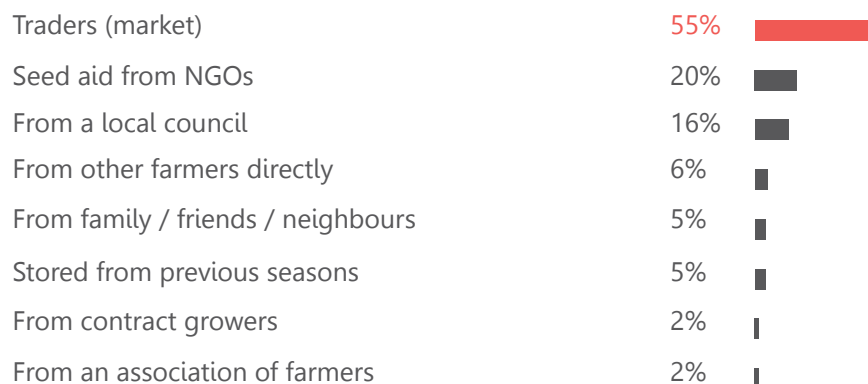 Traders (market) 55%
Seed aid from NGOs 20%
From a local council 16%
From other farmers directly 6%
From family / friends / neighbours 5%
Stored from previous seasons 5%
From contract growers 2%
From an association of farmers 2%